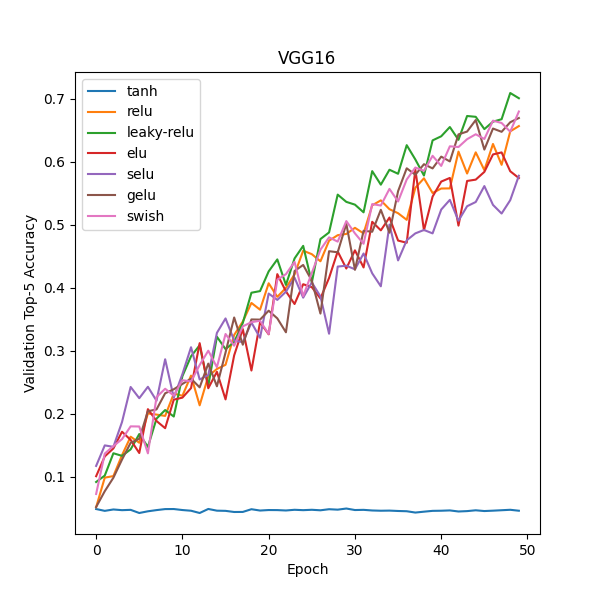 VGG16
tanh
relu
leaky-relu
elu
selu
gelu
swish
Validation Top-5 Accuracy
0.7
0.6
0.5
0.4
0.3
0.2
0.1
0 10 20 30 40 50
Epoch